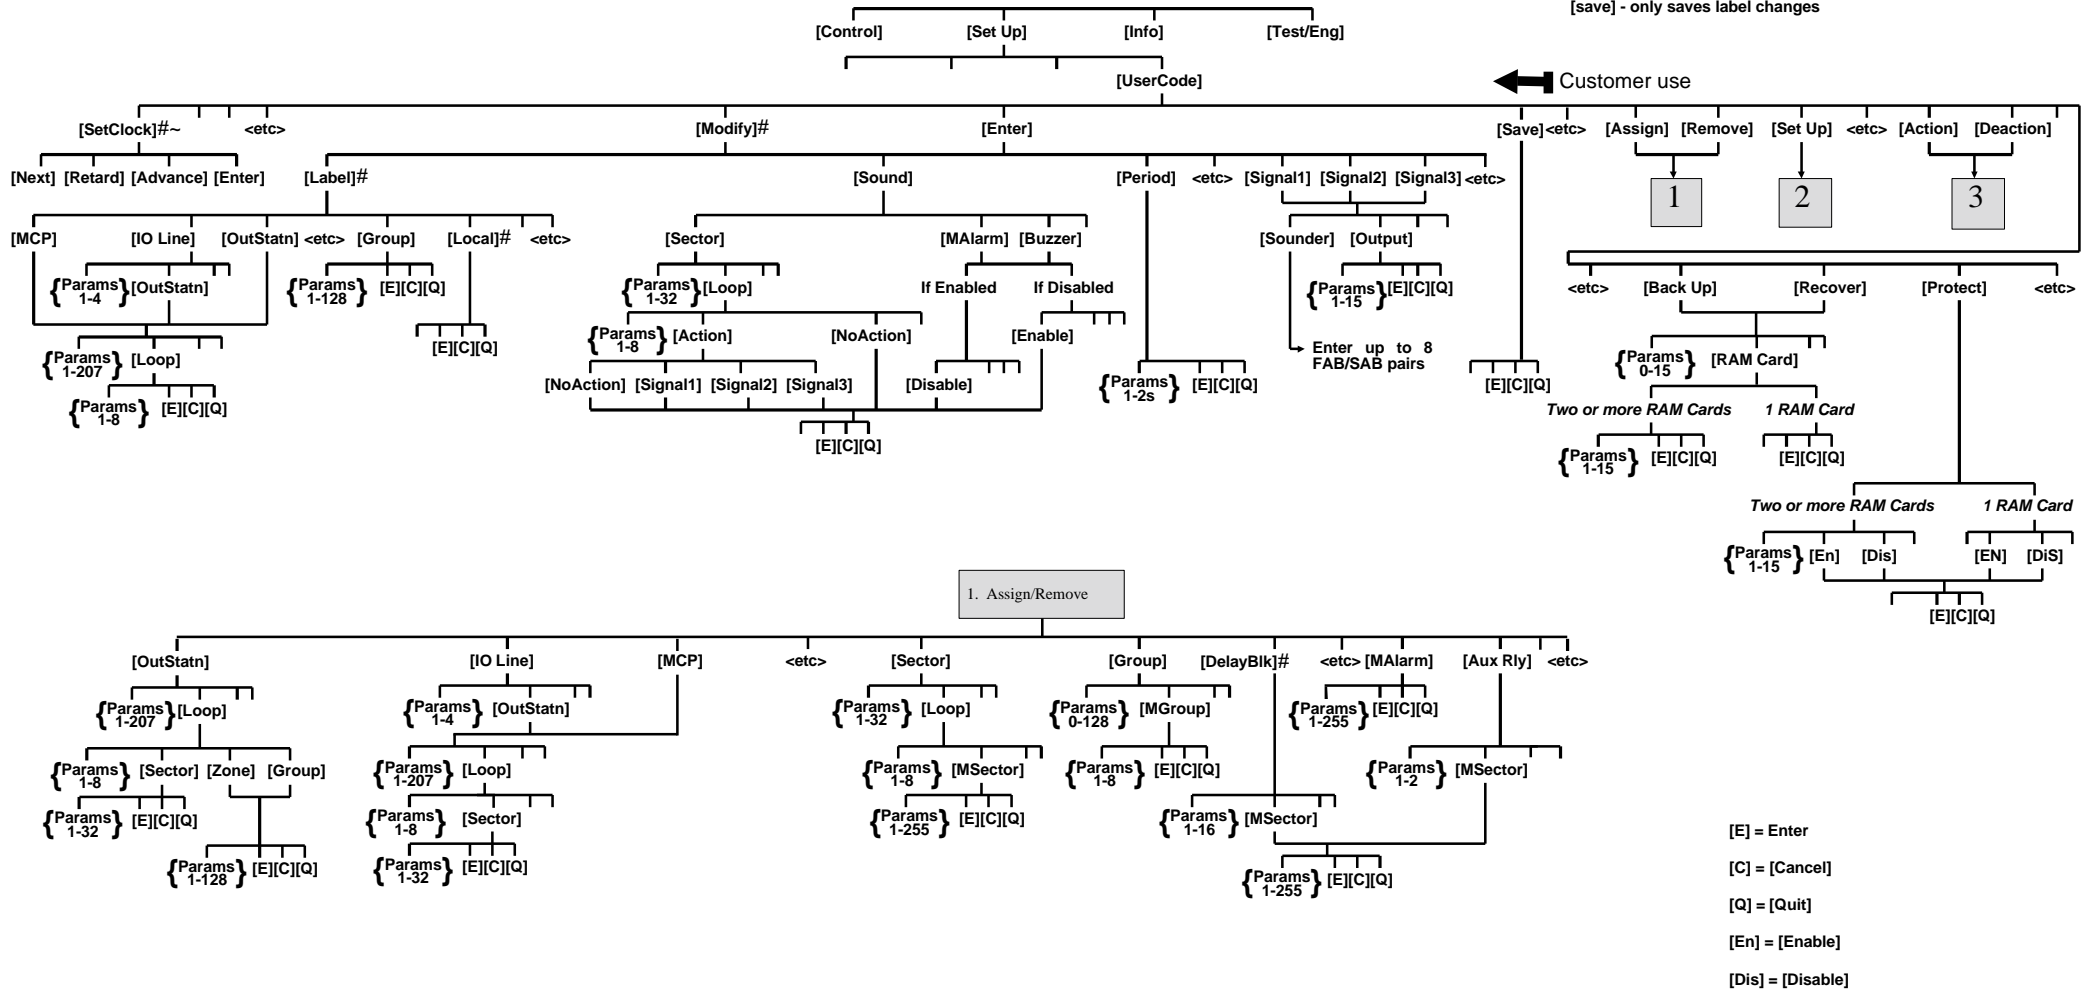 [save] - only saves label changes
[Control] [Set Up] [Info] [Test/Eng]
[UserCode]
Customer use
[SetClock]#~ <etc> [Modify]# [Enter] [Save] <etc> [Assign] [Remove] [Set Up] <etc> [Action] [Deaction]
[Next] [Retard] [Advance] [Enter] [Label]# [Sound] [Period] <etc> [Signal1] [Signal2] [Signal3] <etc>
1 2 3
[MCP] [IO Line] [OutStatn] <etc> [Group] [Local]# <etc> [Sector] [MAlarm] [Buzzer] [Sounder] [Output]
{Params 1-4} [OutStatn] {Params 1-128} [E][C][Q] {Params 1-32} [Loop] If Enabled If Disabled {Params 1-15} [E][C][Q] <etc> [Back Up] [Recover] [Protect] <etc>
{Params 1-207} [Loop] [E][C][Q] {Params 1-8} [Action] [NoAction] [Enable] Enter up to 8
FAB/SAB pairs
{Params 0-15} [RAM Card]
{Params 1-8} [E][C][Q] [NoAction] [Signal1] [Signal2] [Signal3] [Disable] {Params 1-2s} [E][C][Q] [E][C][Q]
Two or more RAM Cards 1 RAM Card
[E][C][Q] {Params 1-15} [E][C][Q] [E][C][Q]
Two or more RAM Cards 1 RAM Card
{Params 1-15} [En] [Dis] [EN] [DiS]
[E][C][Q]
1. Assign/Remove
[OutStatn] [IO Line] [MCP] <etc> [Sector] [Group] [DelayBlk]# <etc> [MAlarm] [Aux Rly] <etc>
{Params 1-207} [Loop] {Params 1-4} [OutStatn] {Params 1-32} [Loop] {Params 0-128} [MGroup] {Params 1-255} [E][C][Q]
{Params 1-8} [Sector] [Zone] [Group] {Params 1-207} [Loop] {Params 1-8} [MSector] {Params 1-8} [E][C][Q] {Params 1-2} [MSector]
{Params 1-32} [E][C][Q] {Params 1-8} [Sector] {Params 1-255} [E][C][Q] {Params 1-16} [MSector]
{Params 1-128} [E][C][Q] {Params 1-32} [E][C][Q] {Params 1-255} [E][C][Q]
[E] = Enter
[C] = [Cancel]
[Q] = [Quit]
[En] = [Enable]
[Dis] = [Disable]